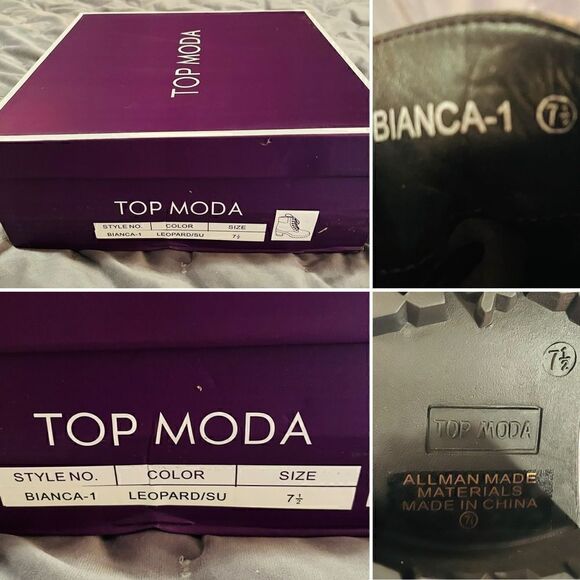 TOP MODA
TOP MODA
STYLE NO. COLOR SIZE
BIANCA-1 LEOPARD/SU 7½
BIANCA-1 7½
TOP MODA
STYLE NO. COLOR SIZE
BIANCA-1 LEOPARD/SU 7½
7½
TOP MODA
ALLMAN MADE
MATERIALS
MADE IN CHINA
7½